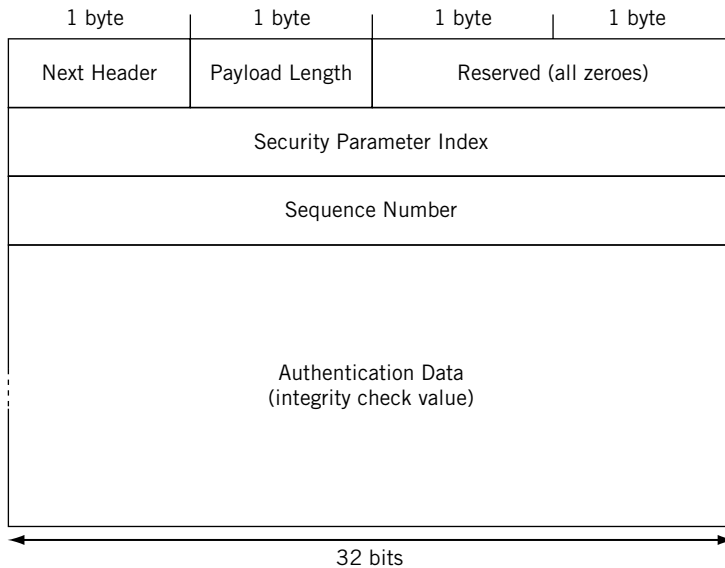 1 byte 1 byte 1 byte 1 byte
Next Header Payload Length Reserved (all zeroes)
Security Parameter Index
Sequence Number
Authentication Data
(integrity check value)
32 bits